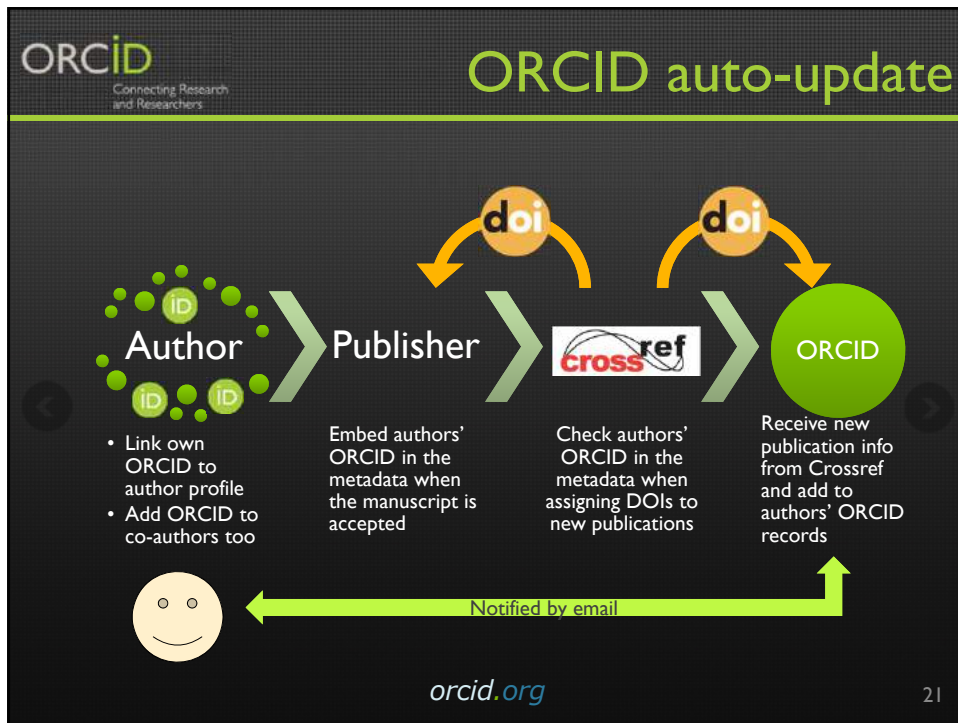 ORCID
Connecting Research
and Researchers
ORCID auto-update
doi
doi
iD
Author
iD
iD
Publisher
crossref
ORCID
• Link own
ORCID to
author profile
• Add ORCID to
co-authors too
Embed authors’
ORCID in the
metadata when
the manuscript is
accepted
Check authors’
ORCID in the
metadata when
assigning DOIs to
new publications
Receive new
publication info
from Crossref
and add to
authors’ ORCID
records
Notified by email
orcid.org
21